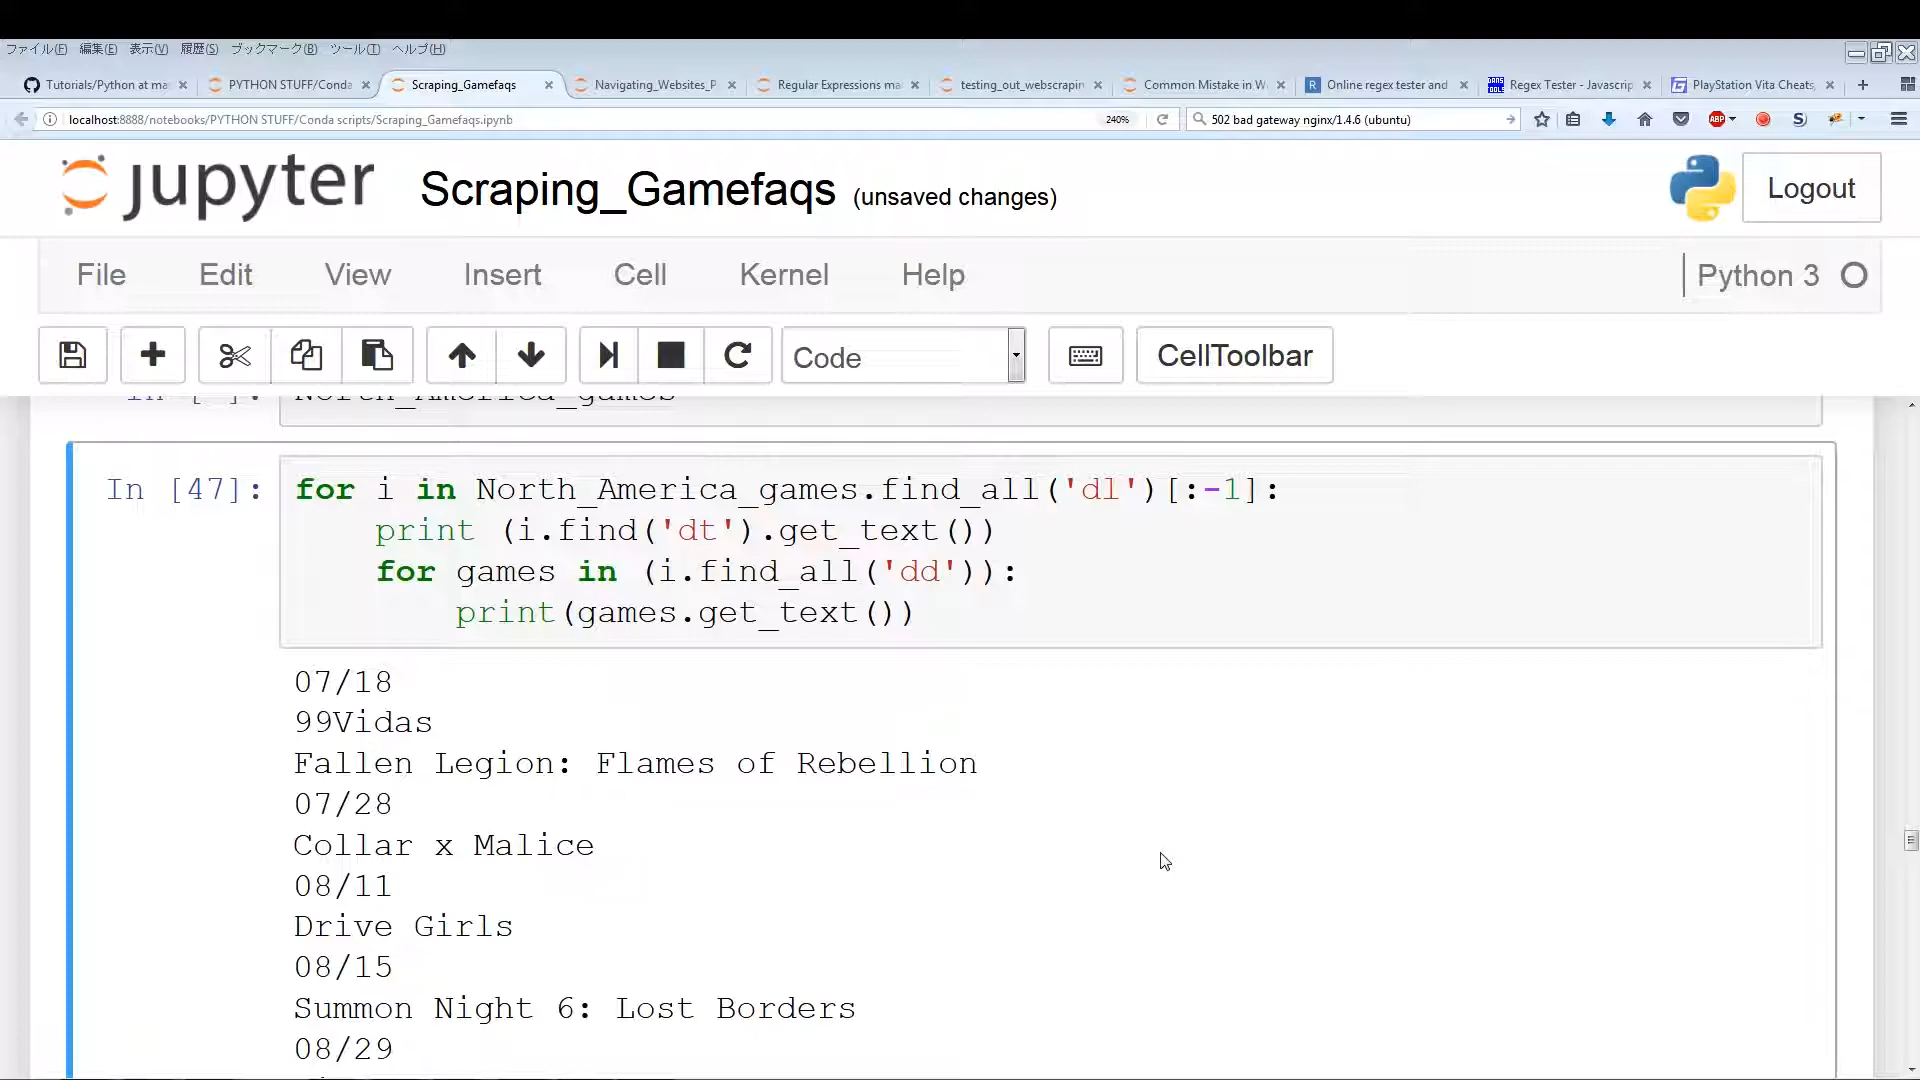 ファイル(F) 編集(E) 表示(V) 履歴(S) ブックマーク(B) ツール(T) ヘルプ(H)
Tutorials/Python at ma PYTHON STUFF/Conda Scraping_Gamefaqs Navigating_Websites_P Regular Expressions ma testing_out_webscrapin Common Mistake in W Online regex tester and Regex Tester - Javascrip PlayStation Vita Cheats,
localhost:8888/notebooks/PYTHON STUFF/Conda scripts/Scraping_Gamefaqs.ipynb 240% 502 bad gateway nginx/1.4.6 (ubuntu)
jupyter Scraping_Gamefaqs (unsaved changes) Logout
File Edit View Insert Cell Kernel Help Python 3
Code CellToolbar
In [ ]: North_America_games
In [47]: for i in North_America_games.find_all('dl')[:-1]:
print (i.find('dt').get_text())
for games in (i.find_all('dd')):
print(games.get_text())
07/18
99Vidas
Fallen Legion: Flames of Rebellion
07/28
Collar x Malice
08/11
Drive Girls
08/15
Summon Night 6: Lost Borders
08/29